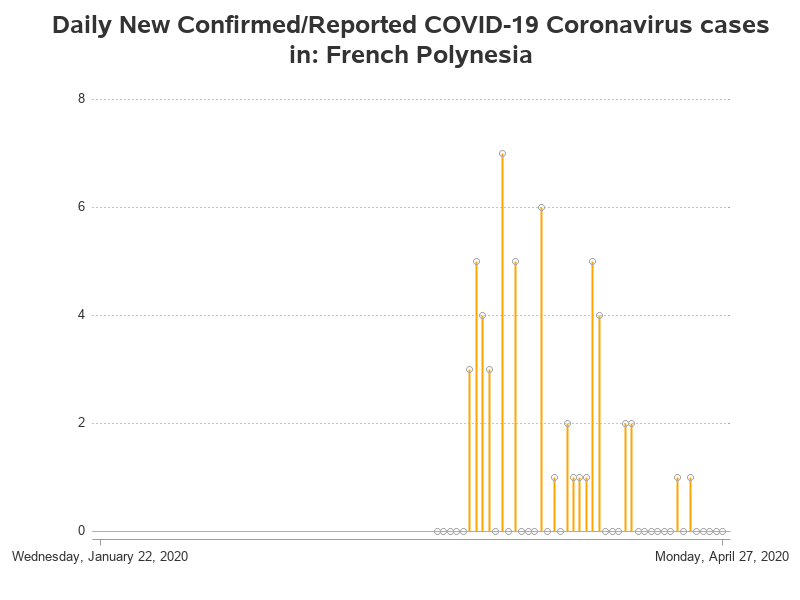 Daily New Confirmed/Reported COVID-19 Coronavirus cases
in: French Polynesia
8
6
4
2
0
Wednesday, January 22, 2020
Monday, April 27, 2020